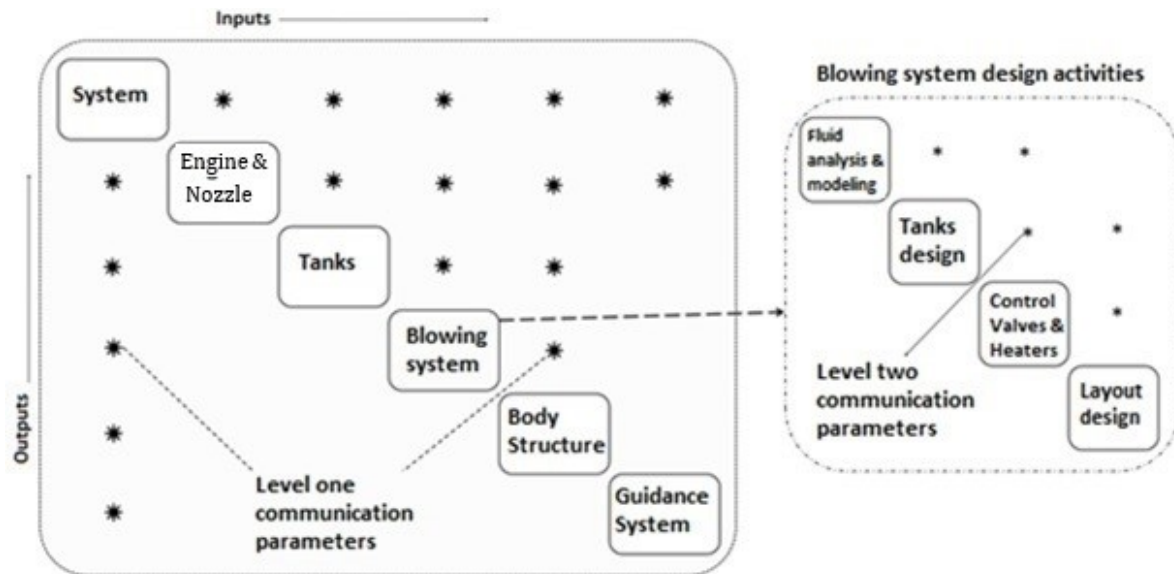 Inputs
Outputs
System
Engine &
Nozzle
Tanks
Blowing
system
Body
Structure
Guidance
System
Level one
communication
parameters
Blowing system design activities
Fluid
analysis &
modeling
Tanks
design
Control
Valves &
Heaters
Layout
design
Level two
communication
parameters